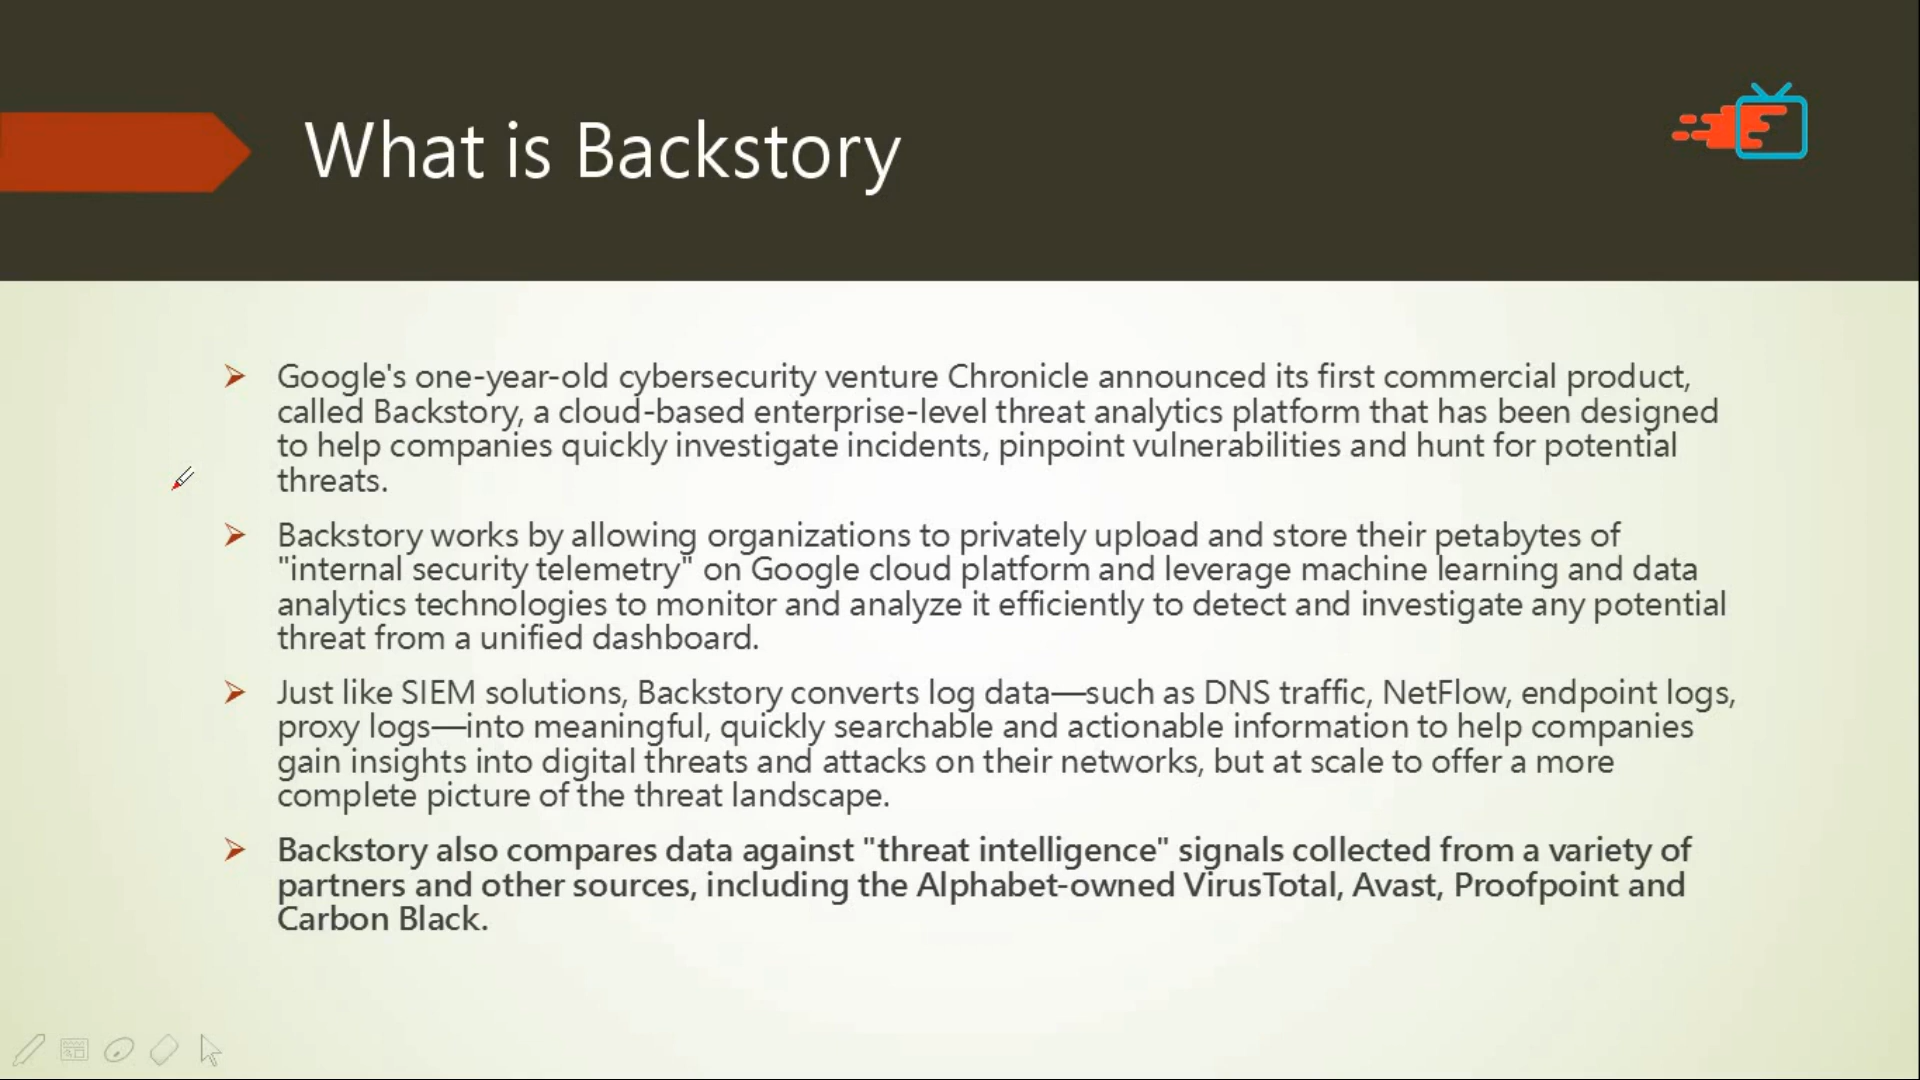 What is Backstory
Google's one-year-old cybersecurity venture Chronicle announced its first commercial product,
called Backstory, a cloud-based enterprise-level threat analytics platform that has been designed
to help companies quickly investigate incidents, pinpoint vulnerabilities and hunt for potential
threats.
Backstory works by allowing organizations to privately upload and store their petabytes of
"internal security telemetry" on Google cloud platform and leverage machine learning and data
analytics technologies to monitor and analyze it efficiently to detect and investigate any potential
threat from a unified dashboard.
Just like SIEM solutions, Backstory converts log data—such as DNS traffic, NetFlow, endpoint logs,
proxy logs—into meaningful, quickly searchable and actionable information to help companies
gain insights into digital threats and attacks on their networks, but at scale to offer a more
complete picture of the threat landscape.
Backstory also compares data against "threat intelligence" signals collected from a variety of
partners and other sources, including the Alphabet-owned VirusTotal, Avast, Proofpoint and
Carbon Black.